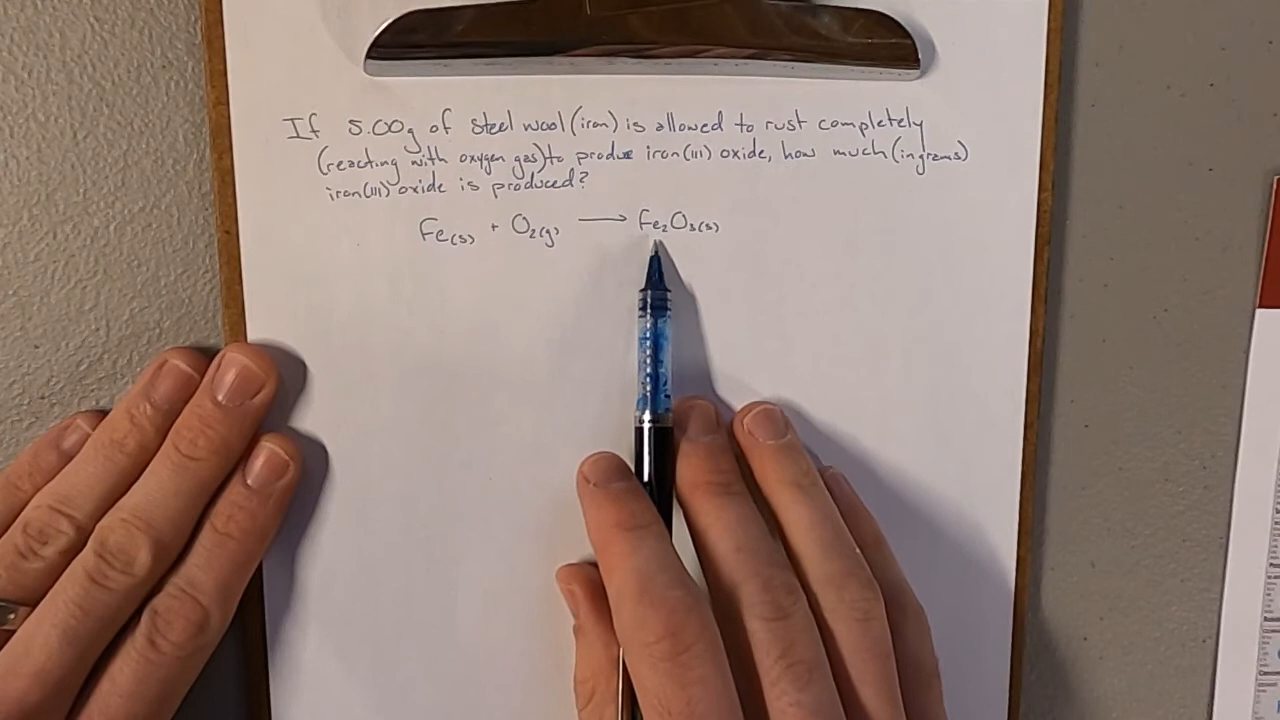 If 5.00g of steel wool (iron) is allowed to rust completely
(reacting with oxygen gas) to produce iron(III) oxide, how much (in grams)
iron(III) oxide is produced?
Fe(s) + O2(g) → Fe2O3(s)